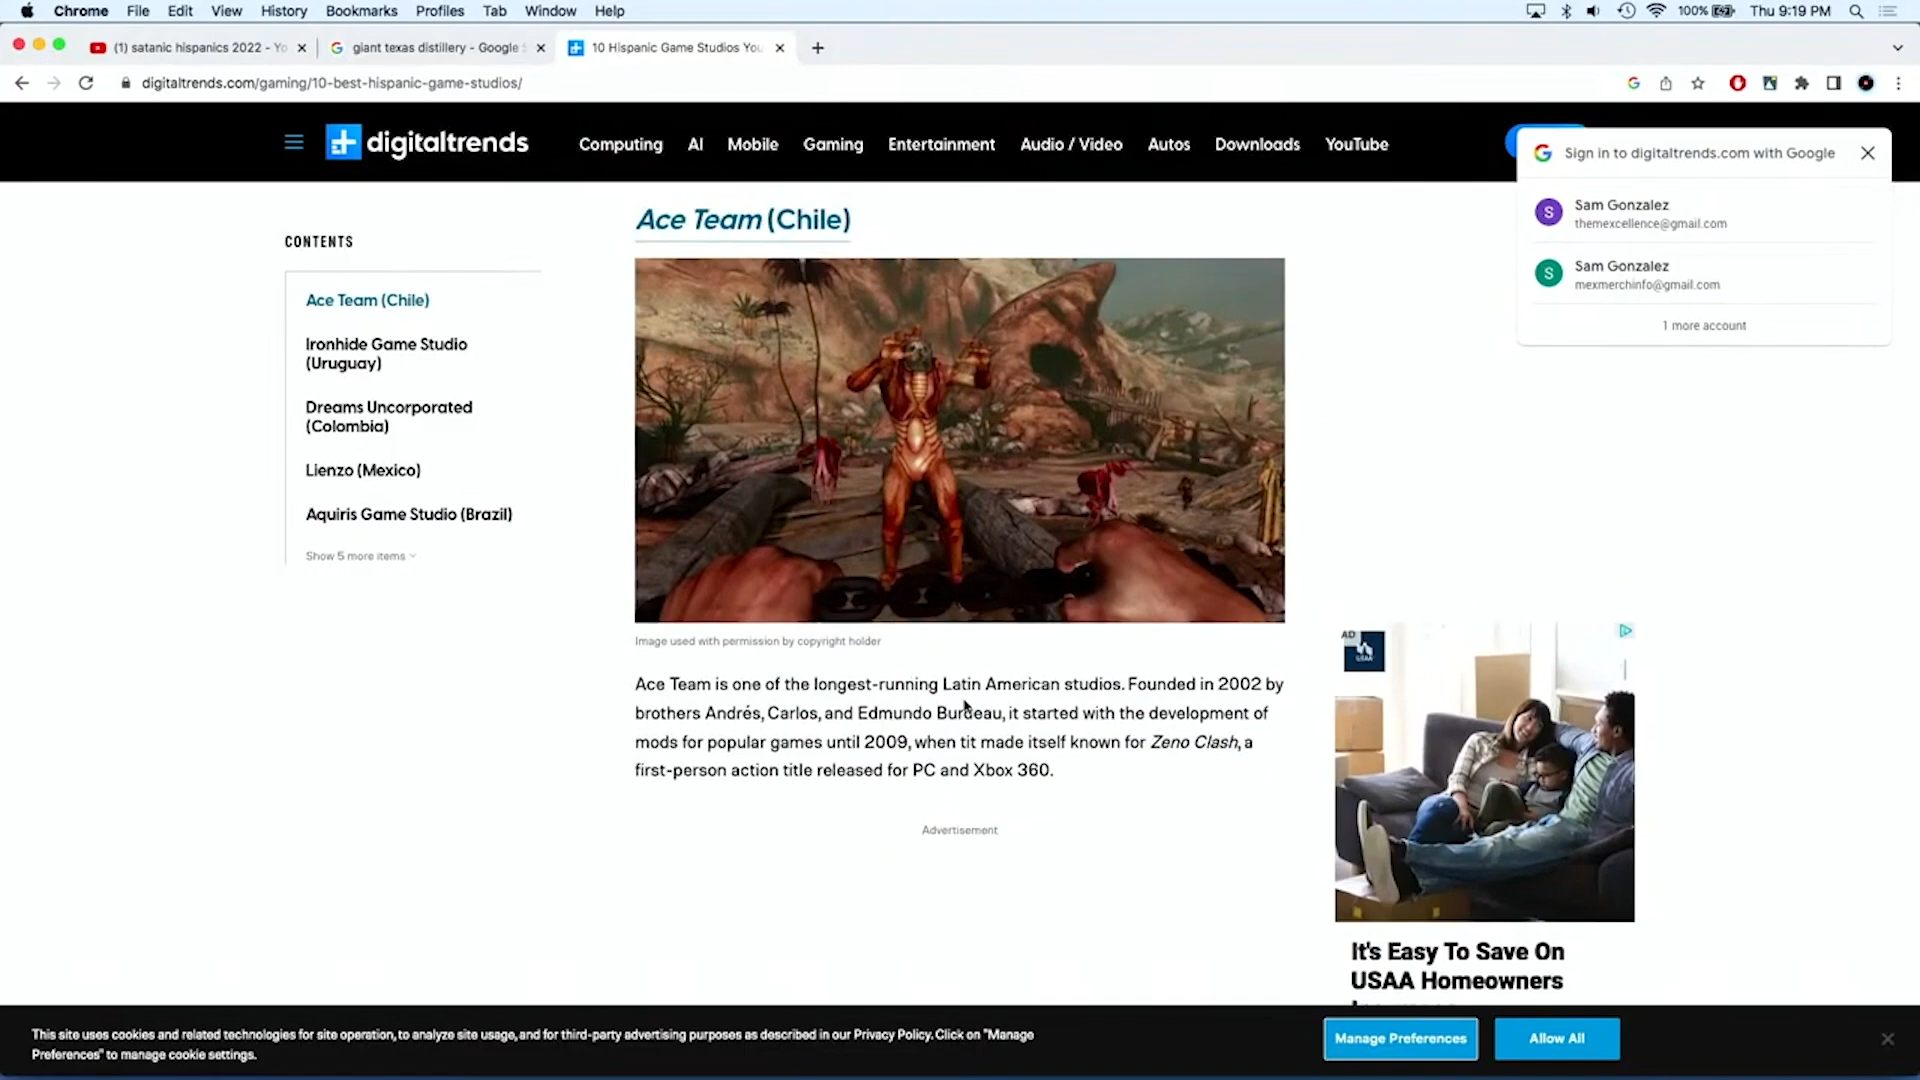 Chrome File Edit View History Bookmarks Profiles Tab Window Help 100% Thu 9:19 PM
(1) satanic hispanics 2022 - Yo giant texas distillery - Google S 10 Hispanic Game Studios You
digitaltrends.com/gaming/10-best-hispanic-game-studios/
digitaltrends Computing AI Mobile Gaming Entertainment Audio / Video Autos Downloads YouTube
Sign in to digitaltrends.com with Google
S Sam Gonzalez
themexcellence@gmail.com
S Sam Gonzalez
mexmerchinfo@gmail.com
1 more account
CONTENTS
Ace Team (Chile)
Ironhide Game Studio
(Uruguay)
Dreams Uncorporated
(Colombia)
Lienzo (Mexico)
Aquiris Game Studio (Brazil)
Show 5 more items
Ace Team (Chile)
Image used with permission by copyright holder
Ace Team is one of the longest-running Latin American studios. Founded in 2002 by
brothers Andrés, Carlos, and Edmundo Burdeau, it started with the development of
mods for popular games until 2009, when tit made itself known for Zeno Clash, a
first-person action title released for PC and Xbox 360.
Advertisement
AD
USAA
It's Easy To Save On
USAA Homeowners
This site uses cookies and related technologies for site operation, to analyze site usage, and for third-party advertising purposes as described in our Privacy Policy. Click on "Manage
Preferences" to manage cookie settings.
Manage Preferences
Allow All